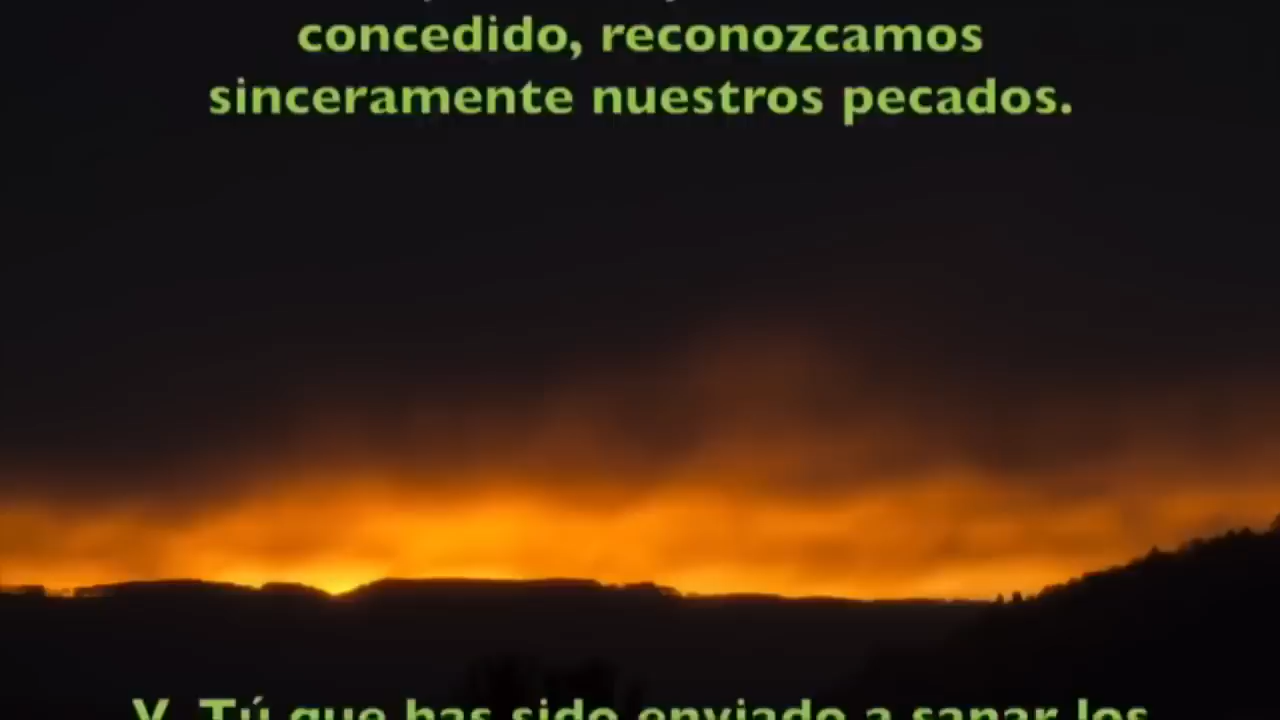 concedido, reconozcamos
sinceramente nuestros pecados.
V. Tú que has sido enviado a sanar los